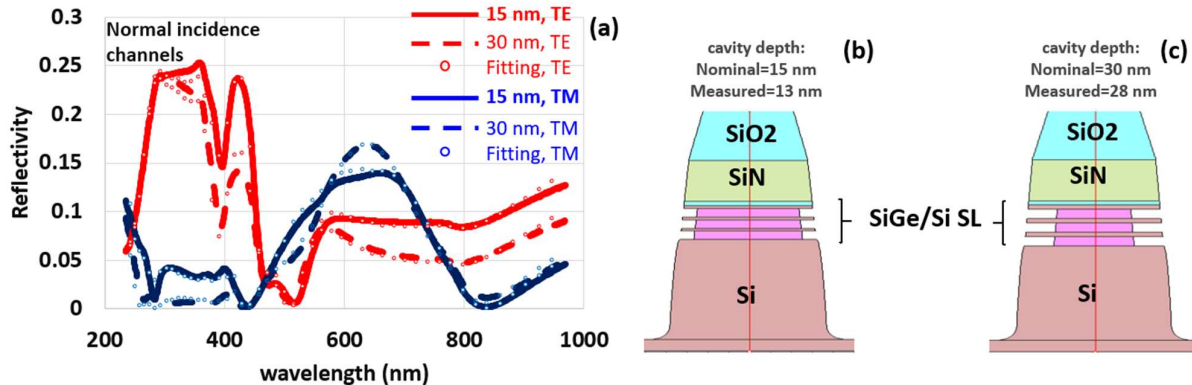 0.3
0.25
0.2
0.15
0.1
0.05
0
Reflectivity
Normal incidence
channels
15 nm, TE
30 nm, TE
Fitting, TE
15 nm, TM
30 nm, TM
Fitting, TM
(a)
200
400
600
800
1000
wavelength (nm)
cavity depth:
Nominal=15 nm
Measured=13 nm
(b)
SiO2
SiN
Si
SiGe/Si SL
cavity depth:
Nominal=30 nm
Measured=28 nm
(c)
SiO2
SiN
Si